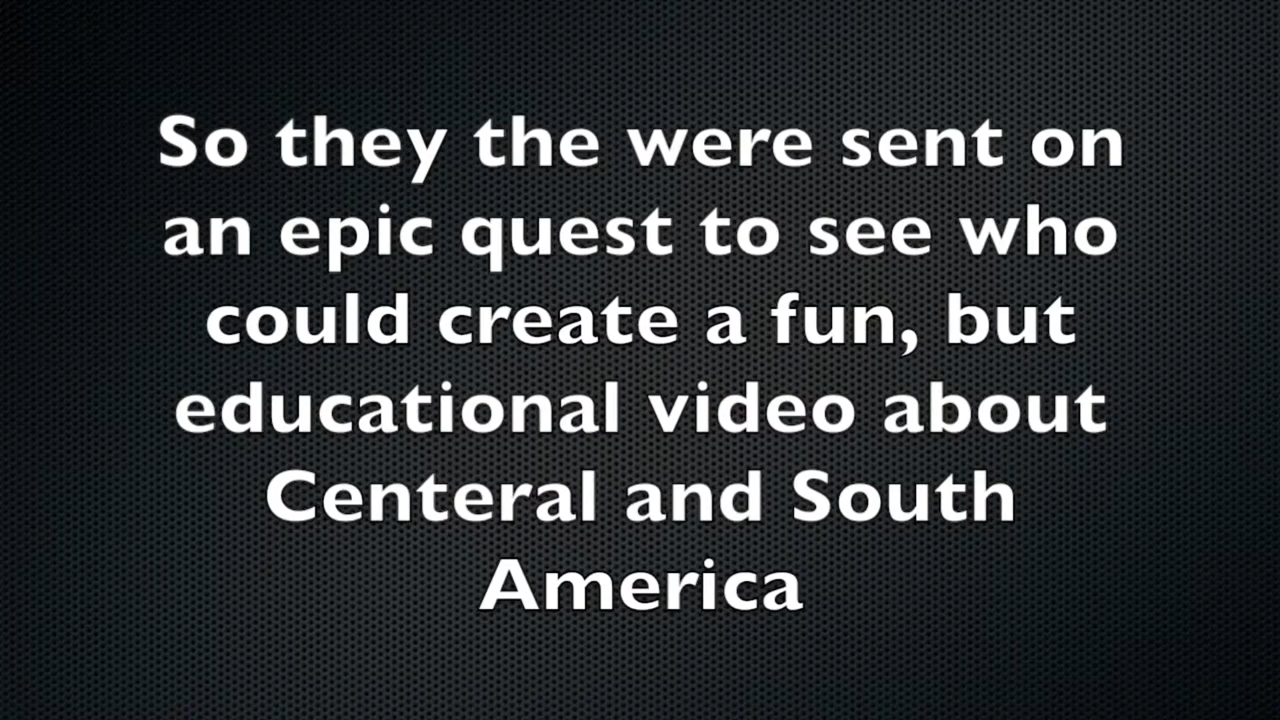 So they the were sent on
an epic quest to see who
could create a fun, but
educational video about
Centeral and South
America